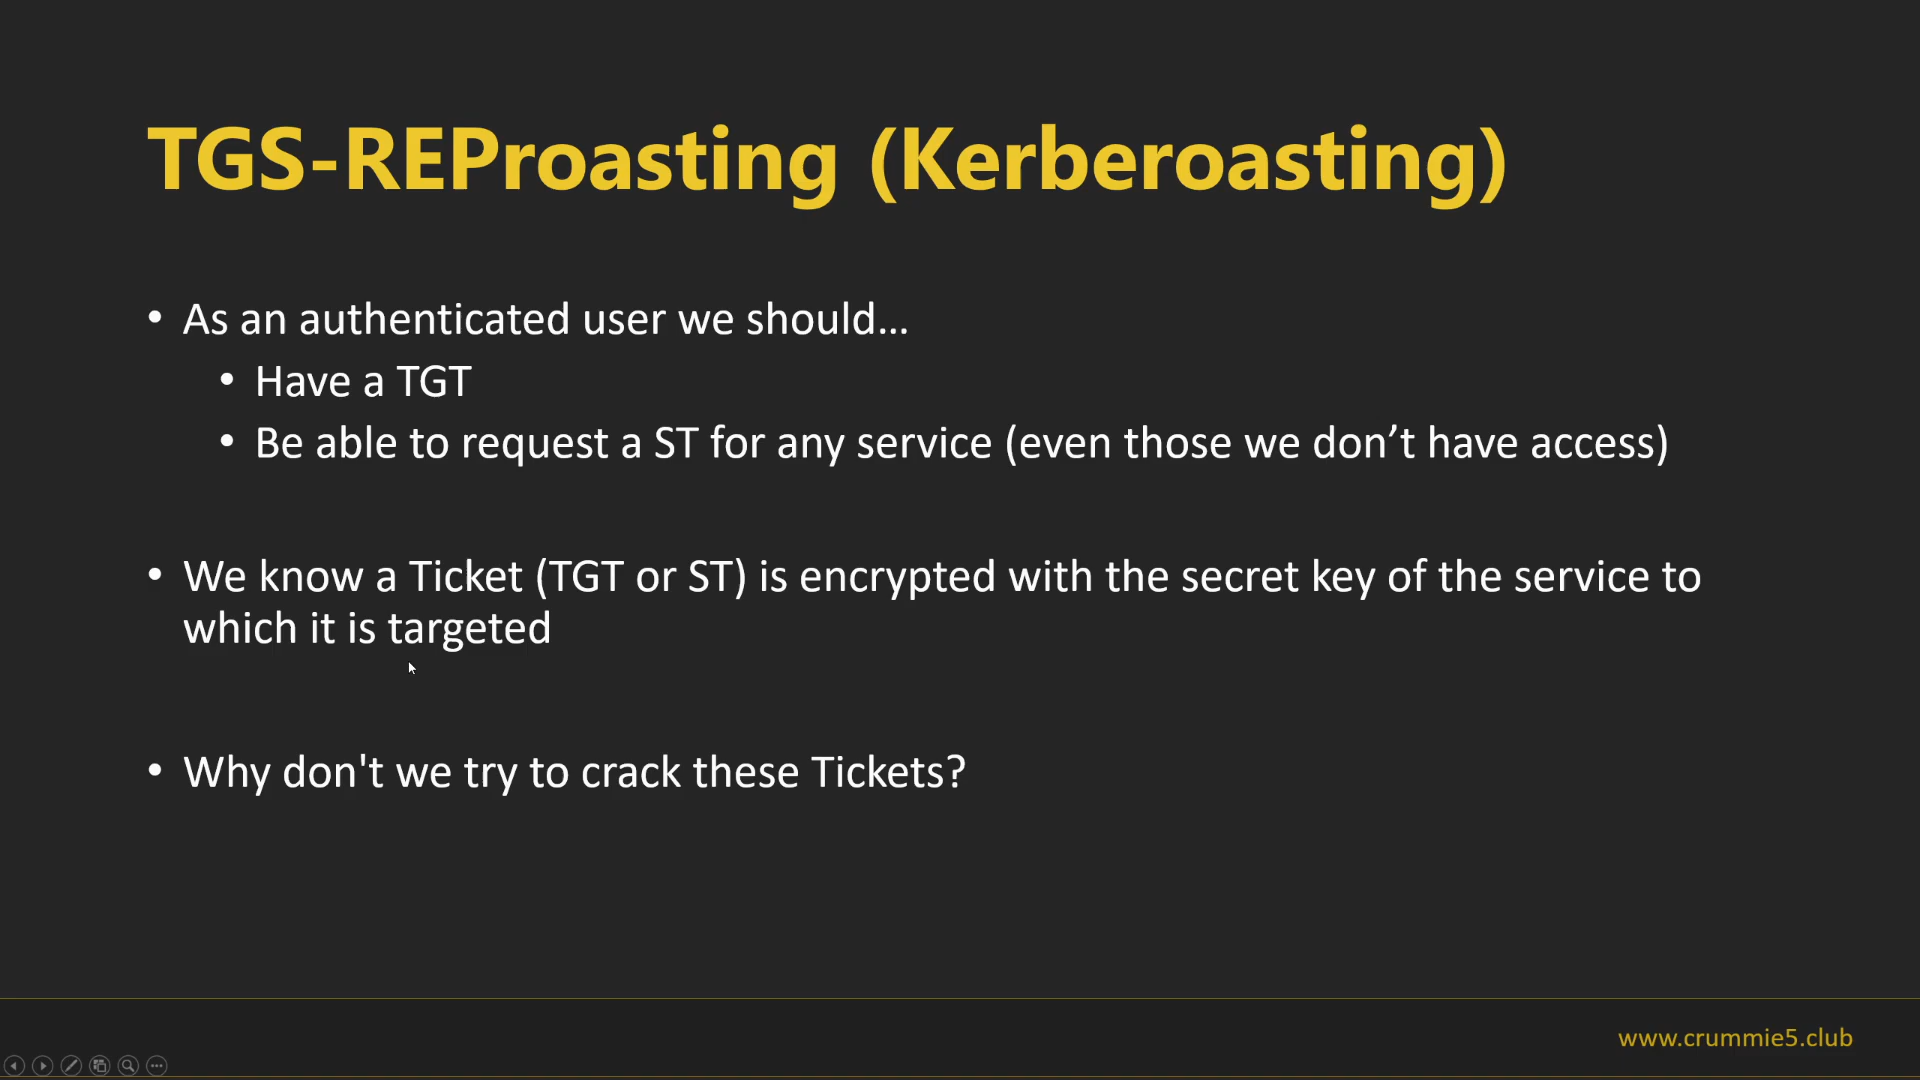 TGS-REProasting (Kerberoasting)
• As an authenticated user we should…
• Have a TGT
• Be able to request a ST for any service (even those we don’t have access)
• We know a Ticket (TGT or ST) is encrypted with the secret key of the service to
which it is targeted
• Why don't we try to crack these Tickets?
www.crummie5.club